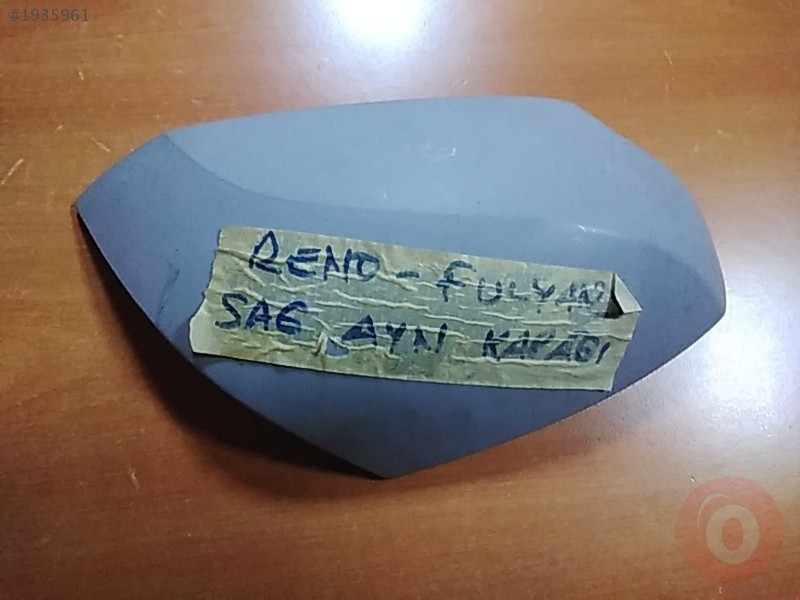 #1935961
RENO - FULYANS
SAG AYN KAPAGI